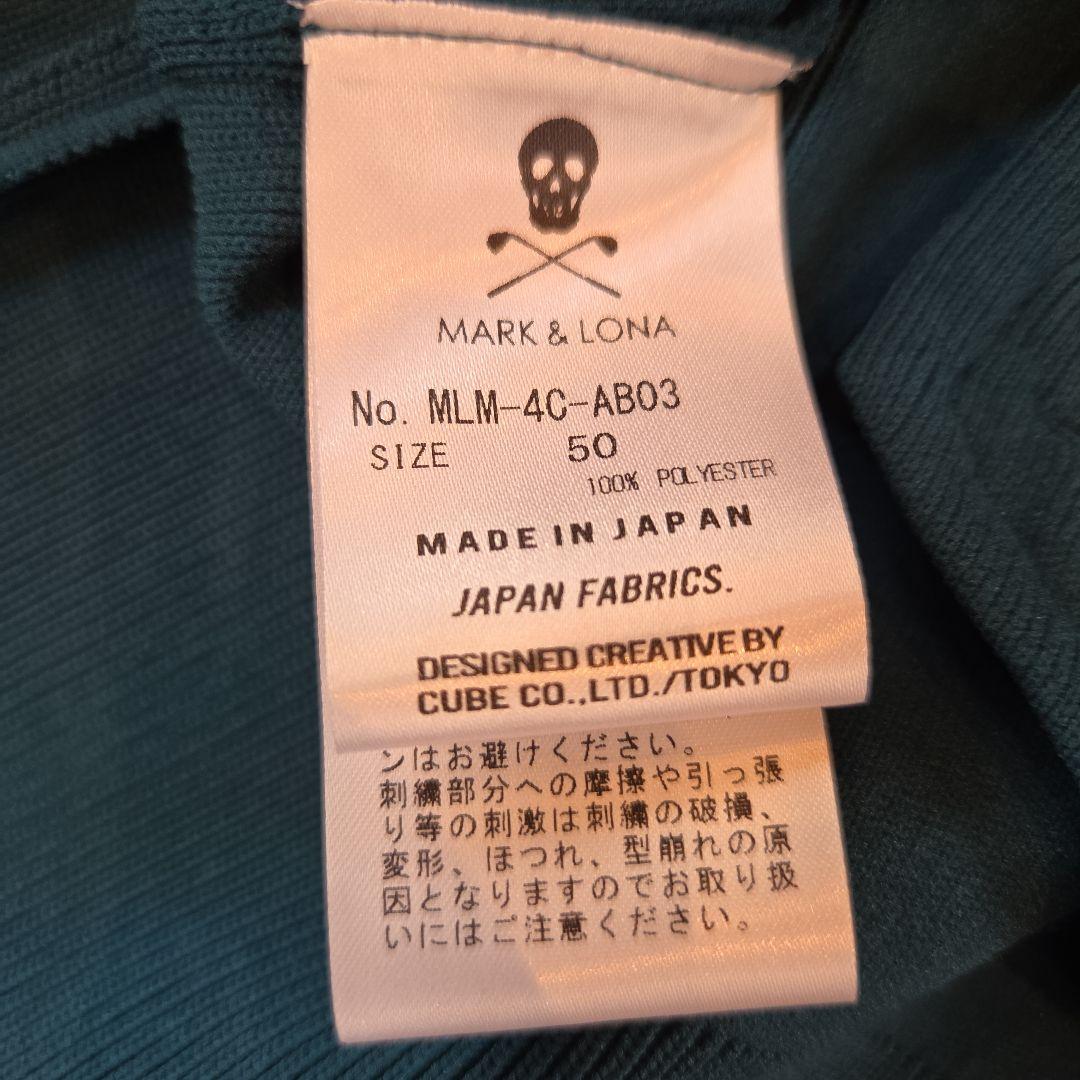 MARK & LONA
No. MLM-4C-AB03
SIZE 50
100% POLYESTER
MADE IN JAPAN
JAPAN FABRICS.
DESIGNED CREATIVE BY
CUBE CO.,LTD./TOKYO
ンはお避けください。
刺繍部分への摩擦や引っ張
り等の刺激は刺繍の破損、
変形、ほつれ、型崩れの原
因となりますのでお取り扱
いにはご注意ください。